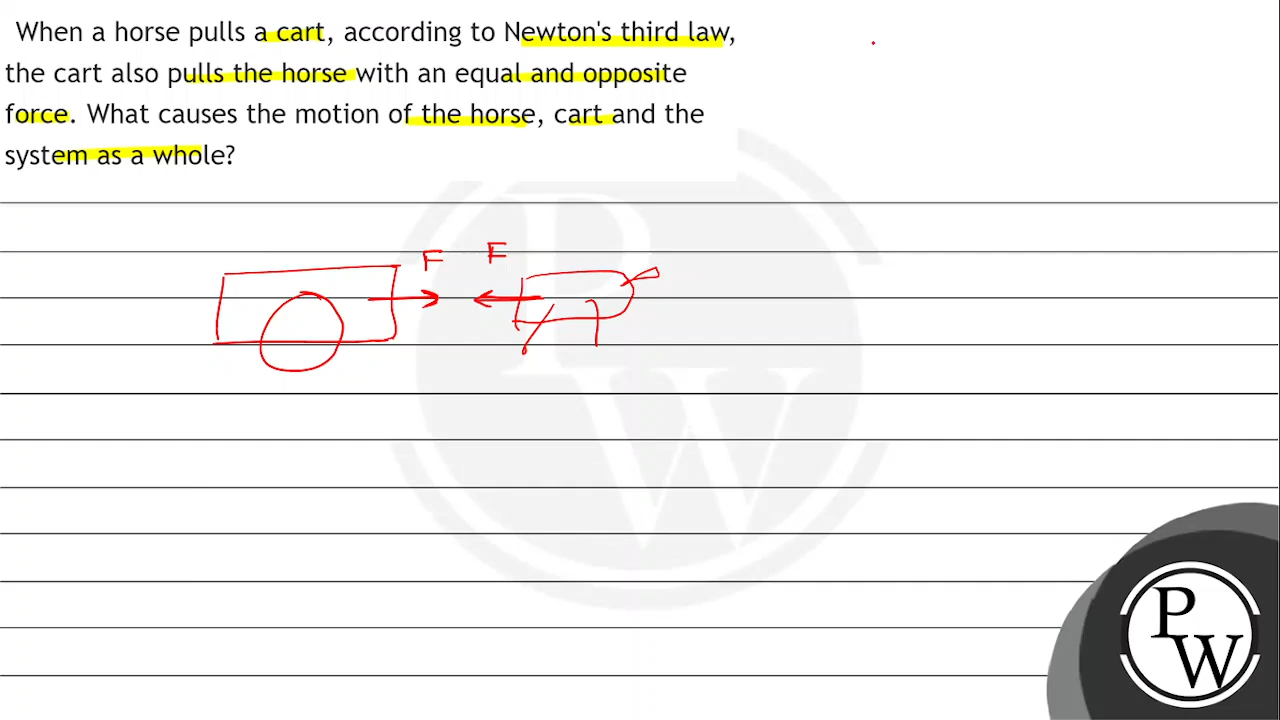 When a horse pulls a cart, according to Newton's third law,
the cart also pulls the horse with an equal and opposite
force. What causes the motion of the horse, cart and the
system as a whole?
F F
P
W
P
W